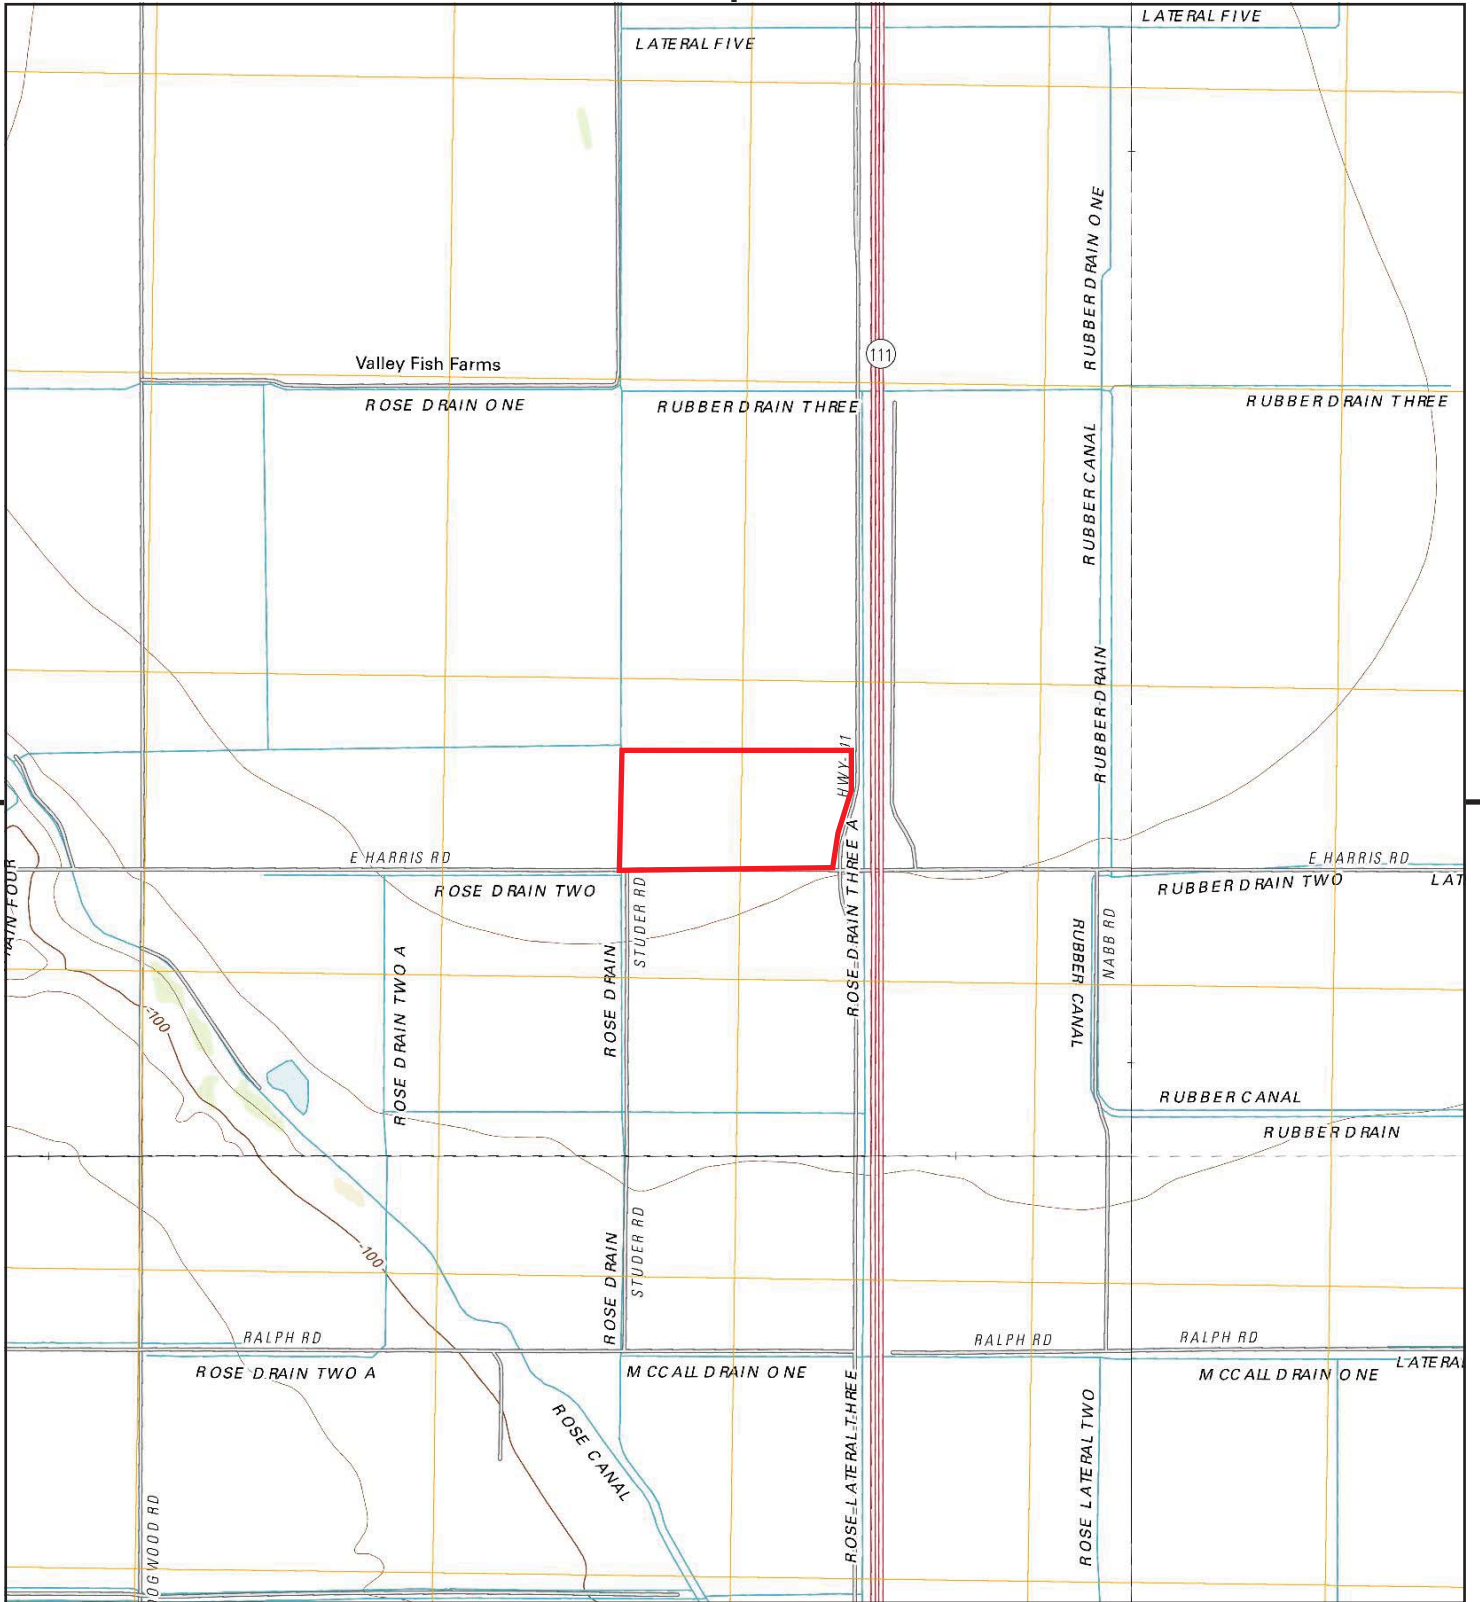 LATERAL FIVE
LATERAL FIVE
RUBBER DRAIN ONE
111
Valley Fish Farms
ROSE DRAIN ONE
RUBBER DRAIN THREE
RUBBER DRAIN THREE
RUBBER CANAL
RUBBER DRAIN
ROSE DRAIN THREE A
E HARRIS RD
E HARRIS RD
ROSE DRAIN TWO
RUBBER DRAIN TWO
LAT
STUDER RD
ROSE DRAIN
ROSE DRAIN TWO A
RUBBER CANAL
NABB RD
-100
RUBBER CANAL
RUBBER DRAIN
-100
ROSE DRAIN
STUDER RD
RALPH RD
RALPH RD
RALPH RD
ROSE DRAIN TWO A
MCCALL DRAIN ONE
MCCALL DRAIN ONE
LATERA
ROSE CANAL
ROSE LATERAL THREE
ROSE LATERAL TWO
OGWOOD RD